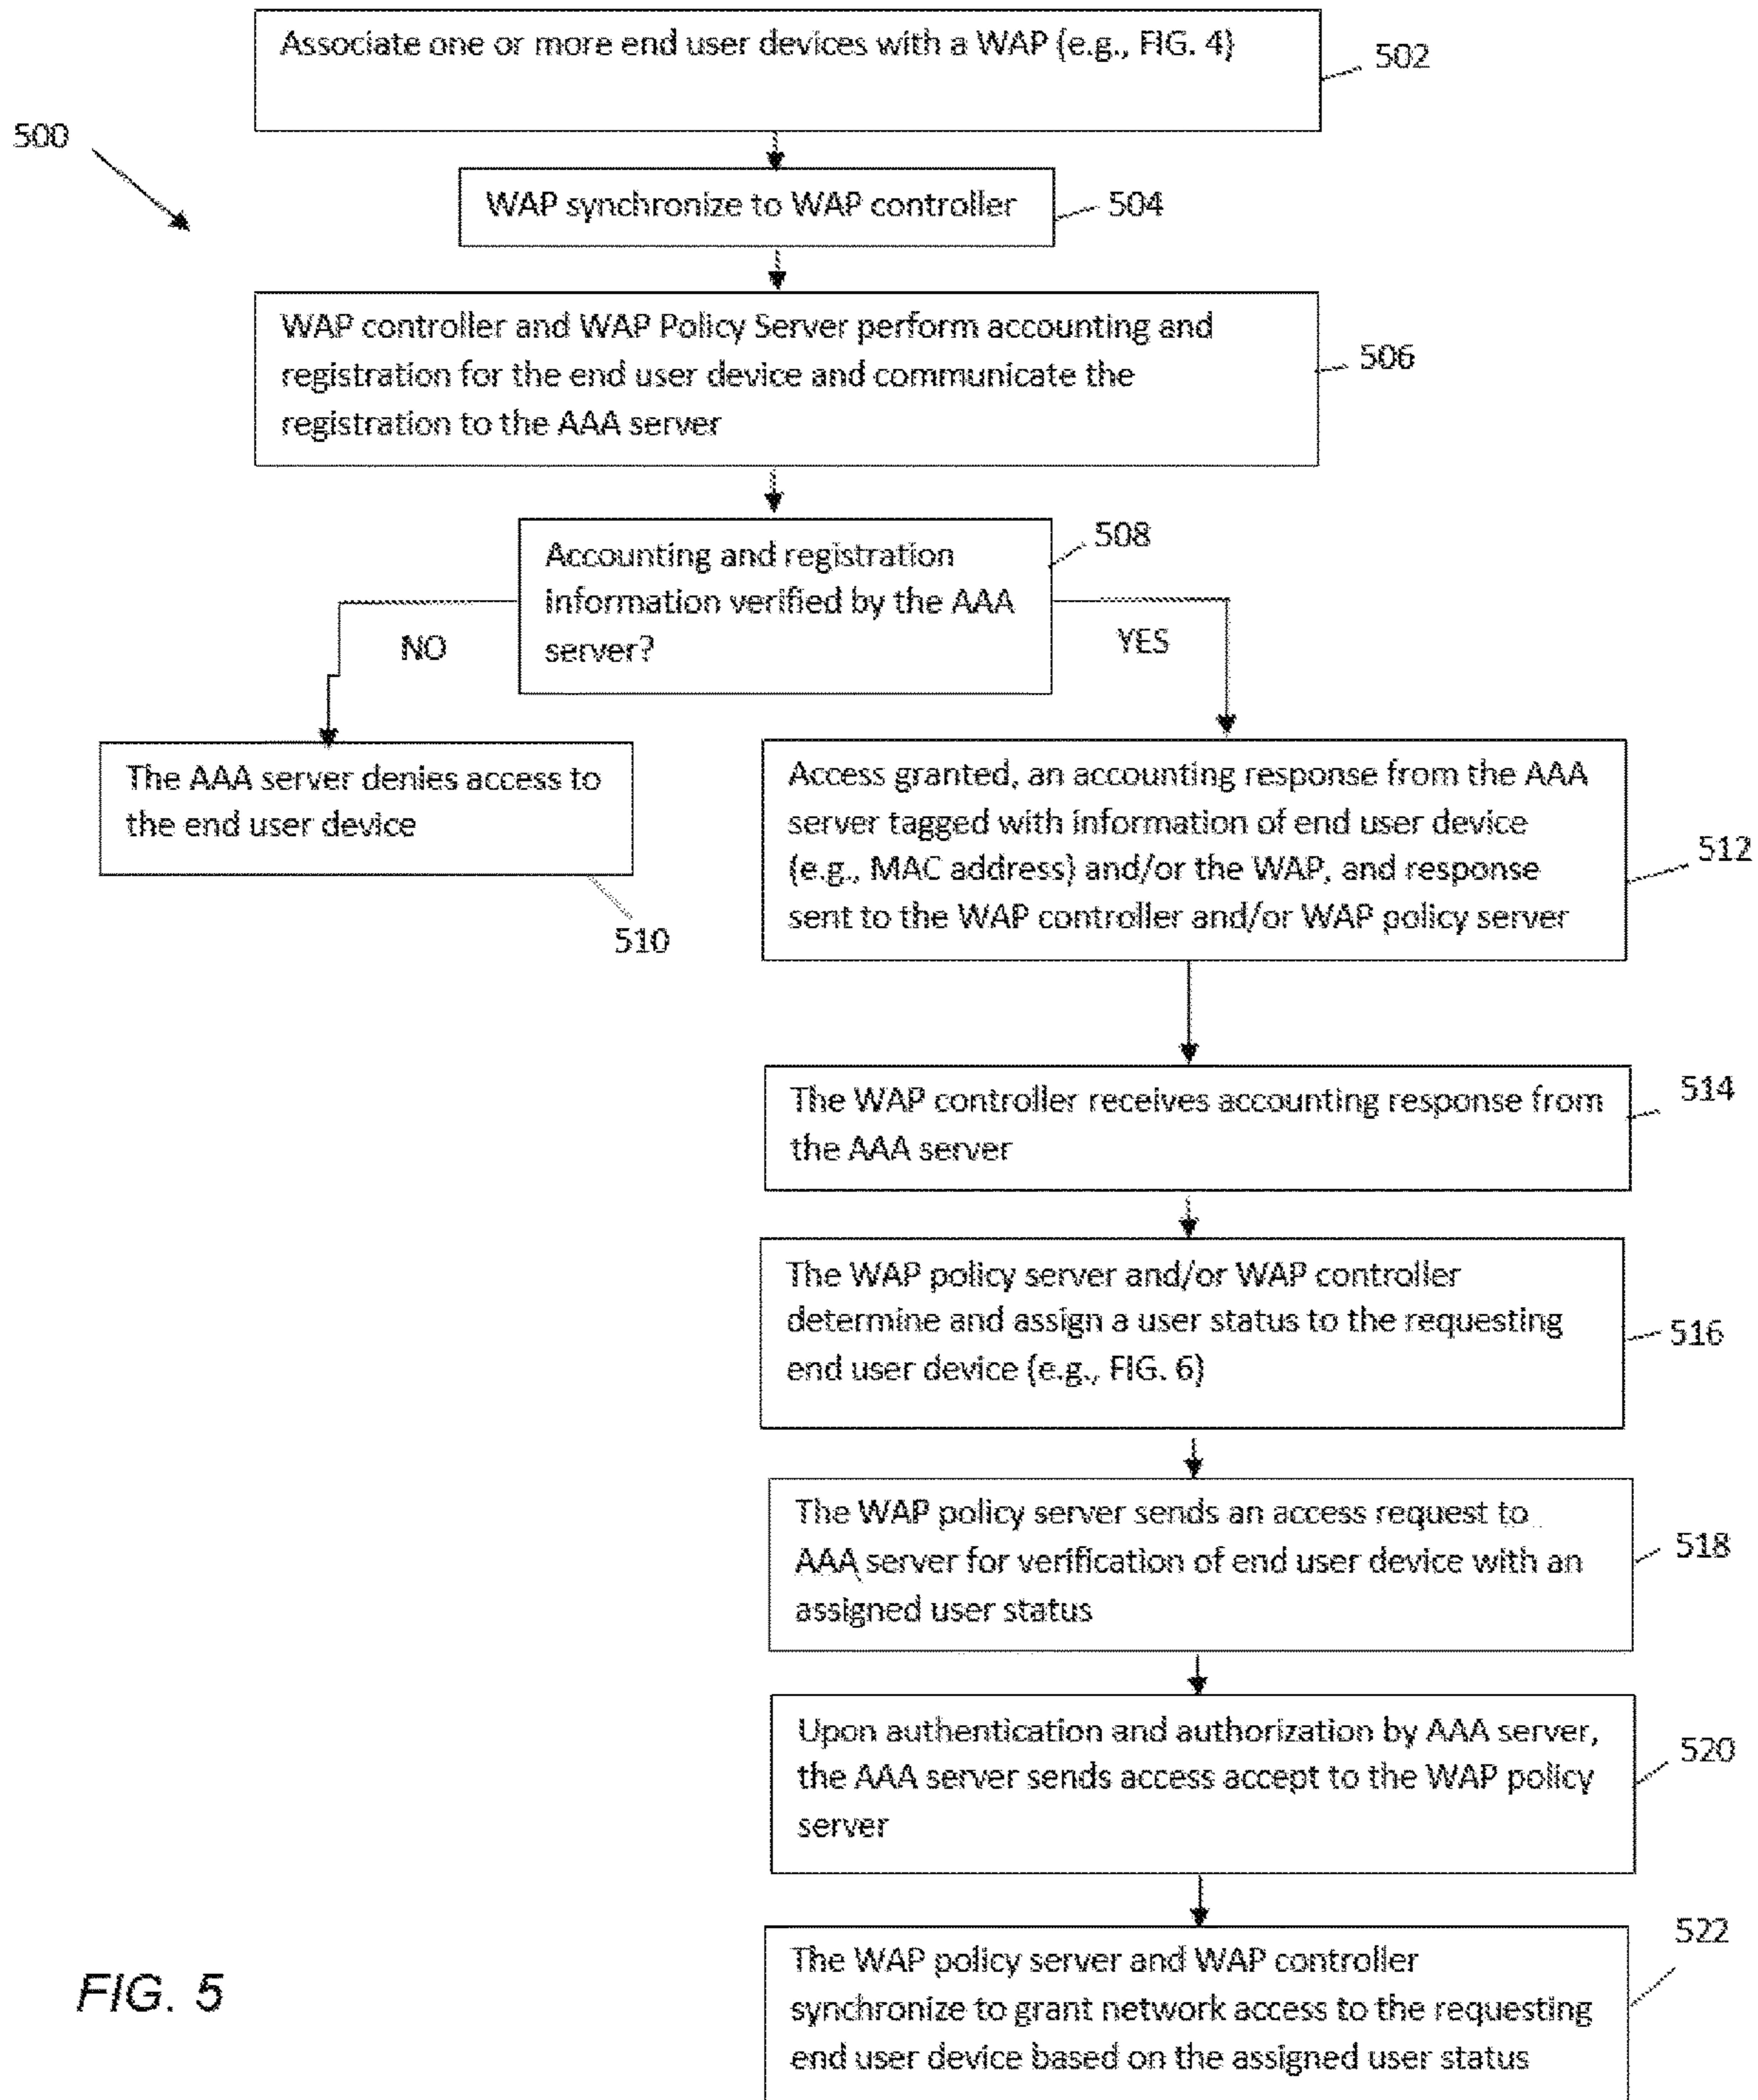 Associate one or more end user devices with a WAP (e.g., FIG. 4)
502
500
WAP synchronize to WAP controller
504
WAP controller and WAP Policy Server perform accounting and
registration for the end user device and communicate the
registration to the AAA server
506
508
Accounting and registration
information verified by the AAA
server?
NO
YES
The AAA server denies access to
the end user device
510
Access granted, an accounting response from the AAA
server tagged with information of end user device
(e.g., MAC address) and/or the WAP, and response
sent to the WAP controller and/or WAP policy server
512
The WAP controller receives accounting response from
the AAA server
514
The WAP policy server and/or WAP controller
determine and assign a user status to the requesting
end user device (e.g., FIG. 6)
516
The WAP policy server sends an access request to
AAA server for verification of end user device with an
assigned user status
518
Upon authentication and authorization by AAA server,
the AAA server sends access accept to the WAP policy
server
520
The WAP policy server and WAP controller
synchronize to grant network access to the requesting
end user device based on the assigned user status
522
FIG. 5